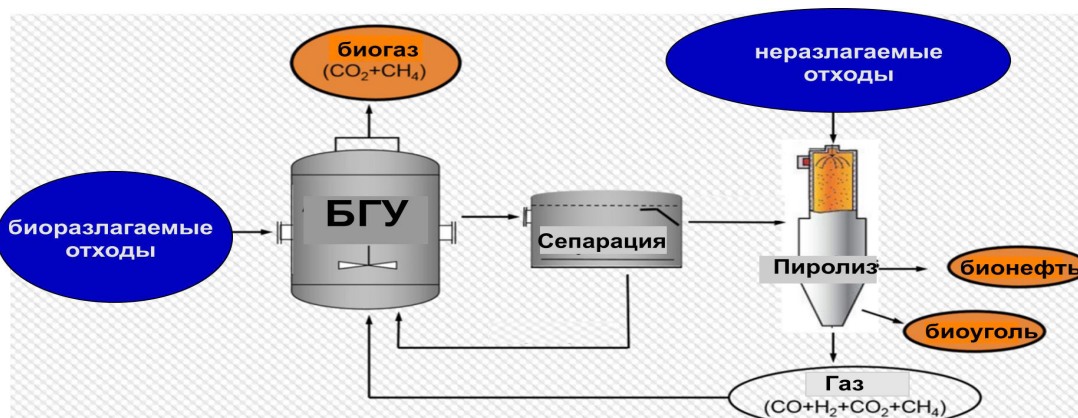 биогаз
(CO₂+CH₄)
неразлагаемые
отходы
биоразлагаемые
отходы
БГУ
Сепарация
Пиролиз
бионефть
биоуголь
Газ
(CO+H₂+CO₂+CH₄)